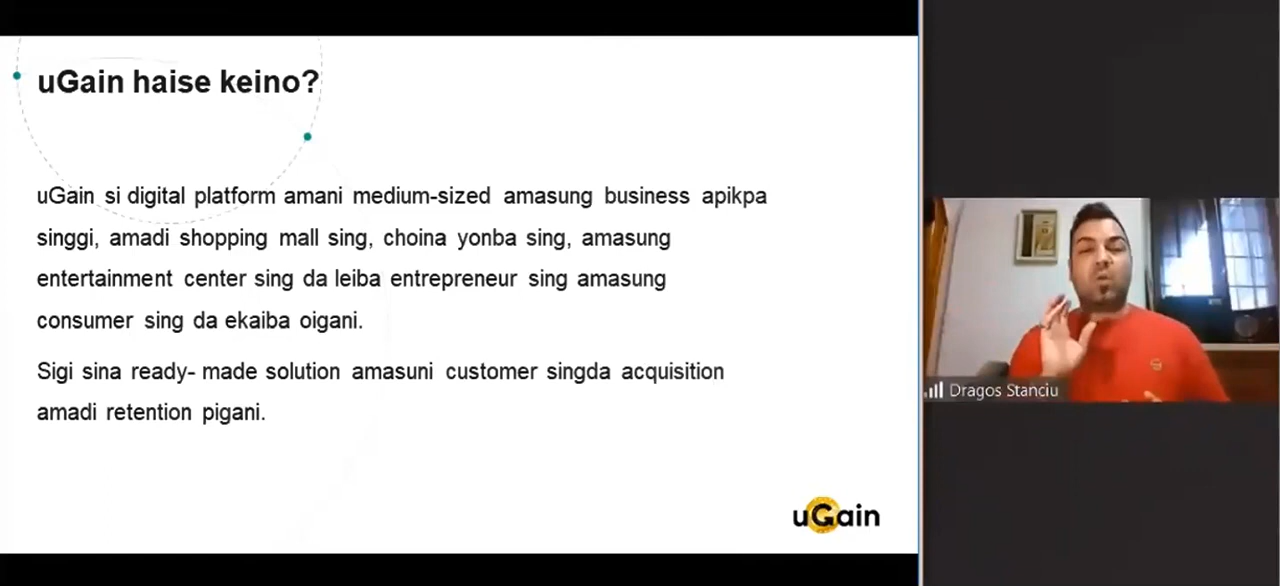 uGain haise keino?
uGain si digital platform amani medium-sized amasung business apikpa
singgi, amadi shopping mall sing, choina yonba sing, amasung
entertainment center sing da leiba entrepreneur sing amasung
consumer sing da ekaiba oigani.
Sigi sina ready- made solution amasuni customer singda acquisition
amadi retention pigani.
uGain
Dragos Stanciu